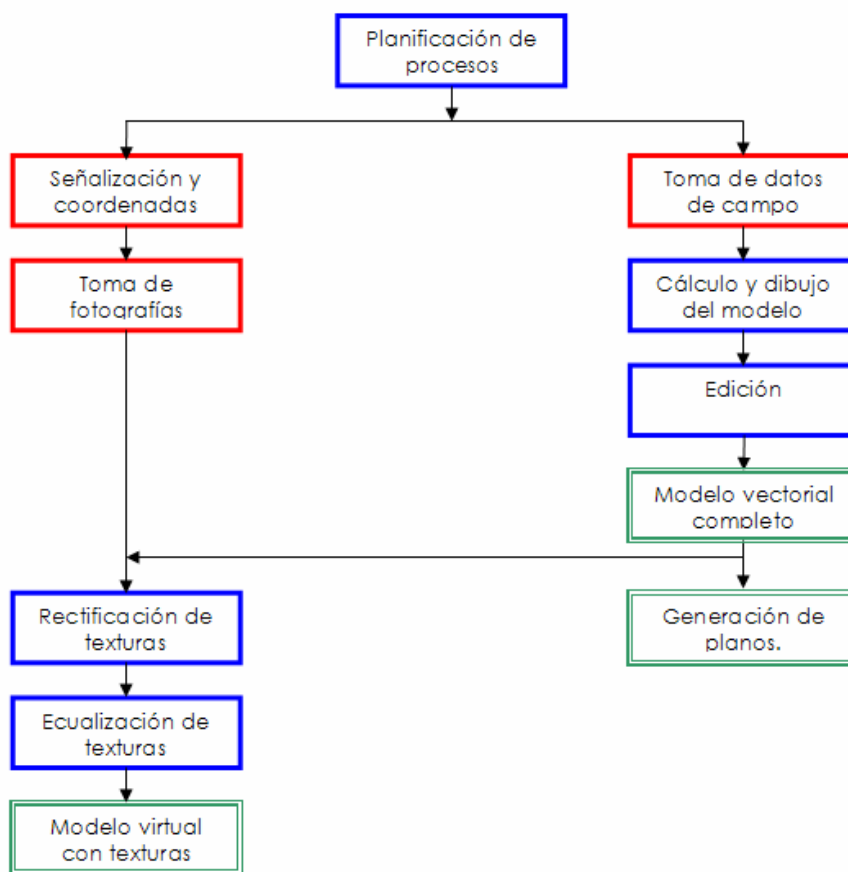 Planificación de
procesos
Señalización y
coordenadas
Toma de datos
de campo
Toma de
fotografías
Cálculo y dibujo
del modelo
Edición
Modelo vectorial
completo
Rectificación de
texturas
Generación de
planos.
Ecualización de
texturas
Modelo virtual
con texturas